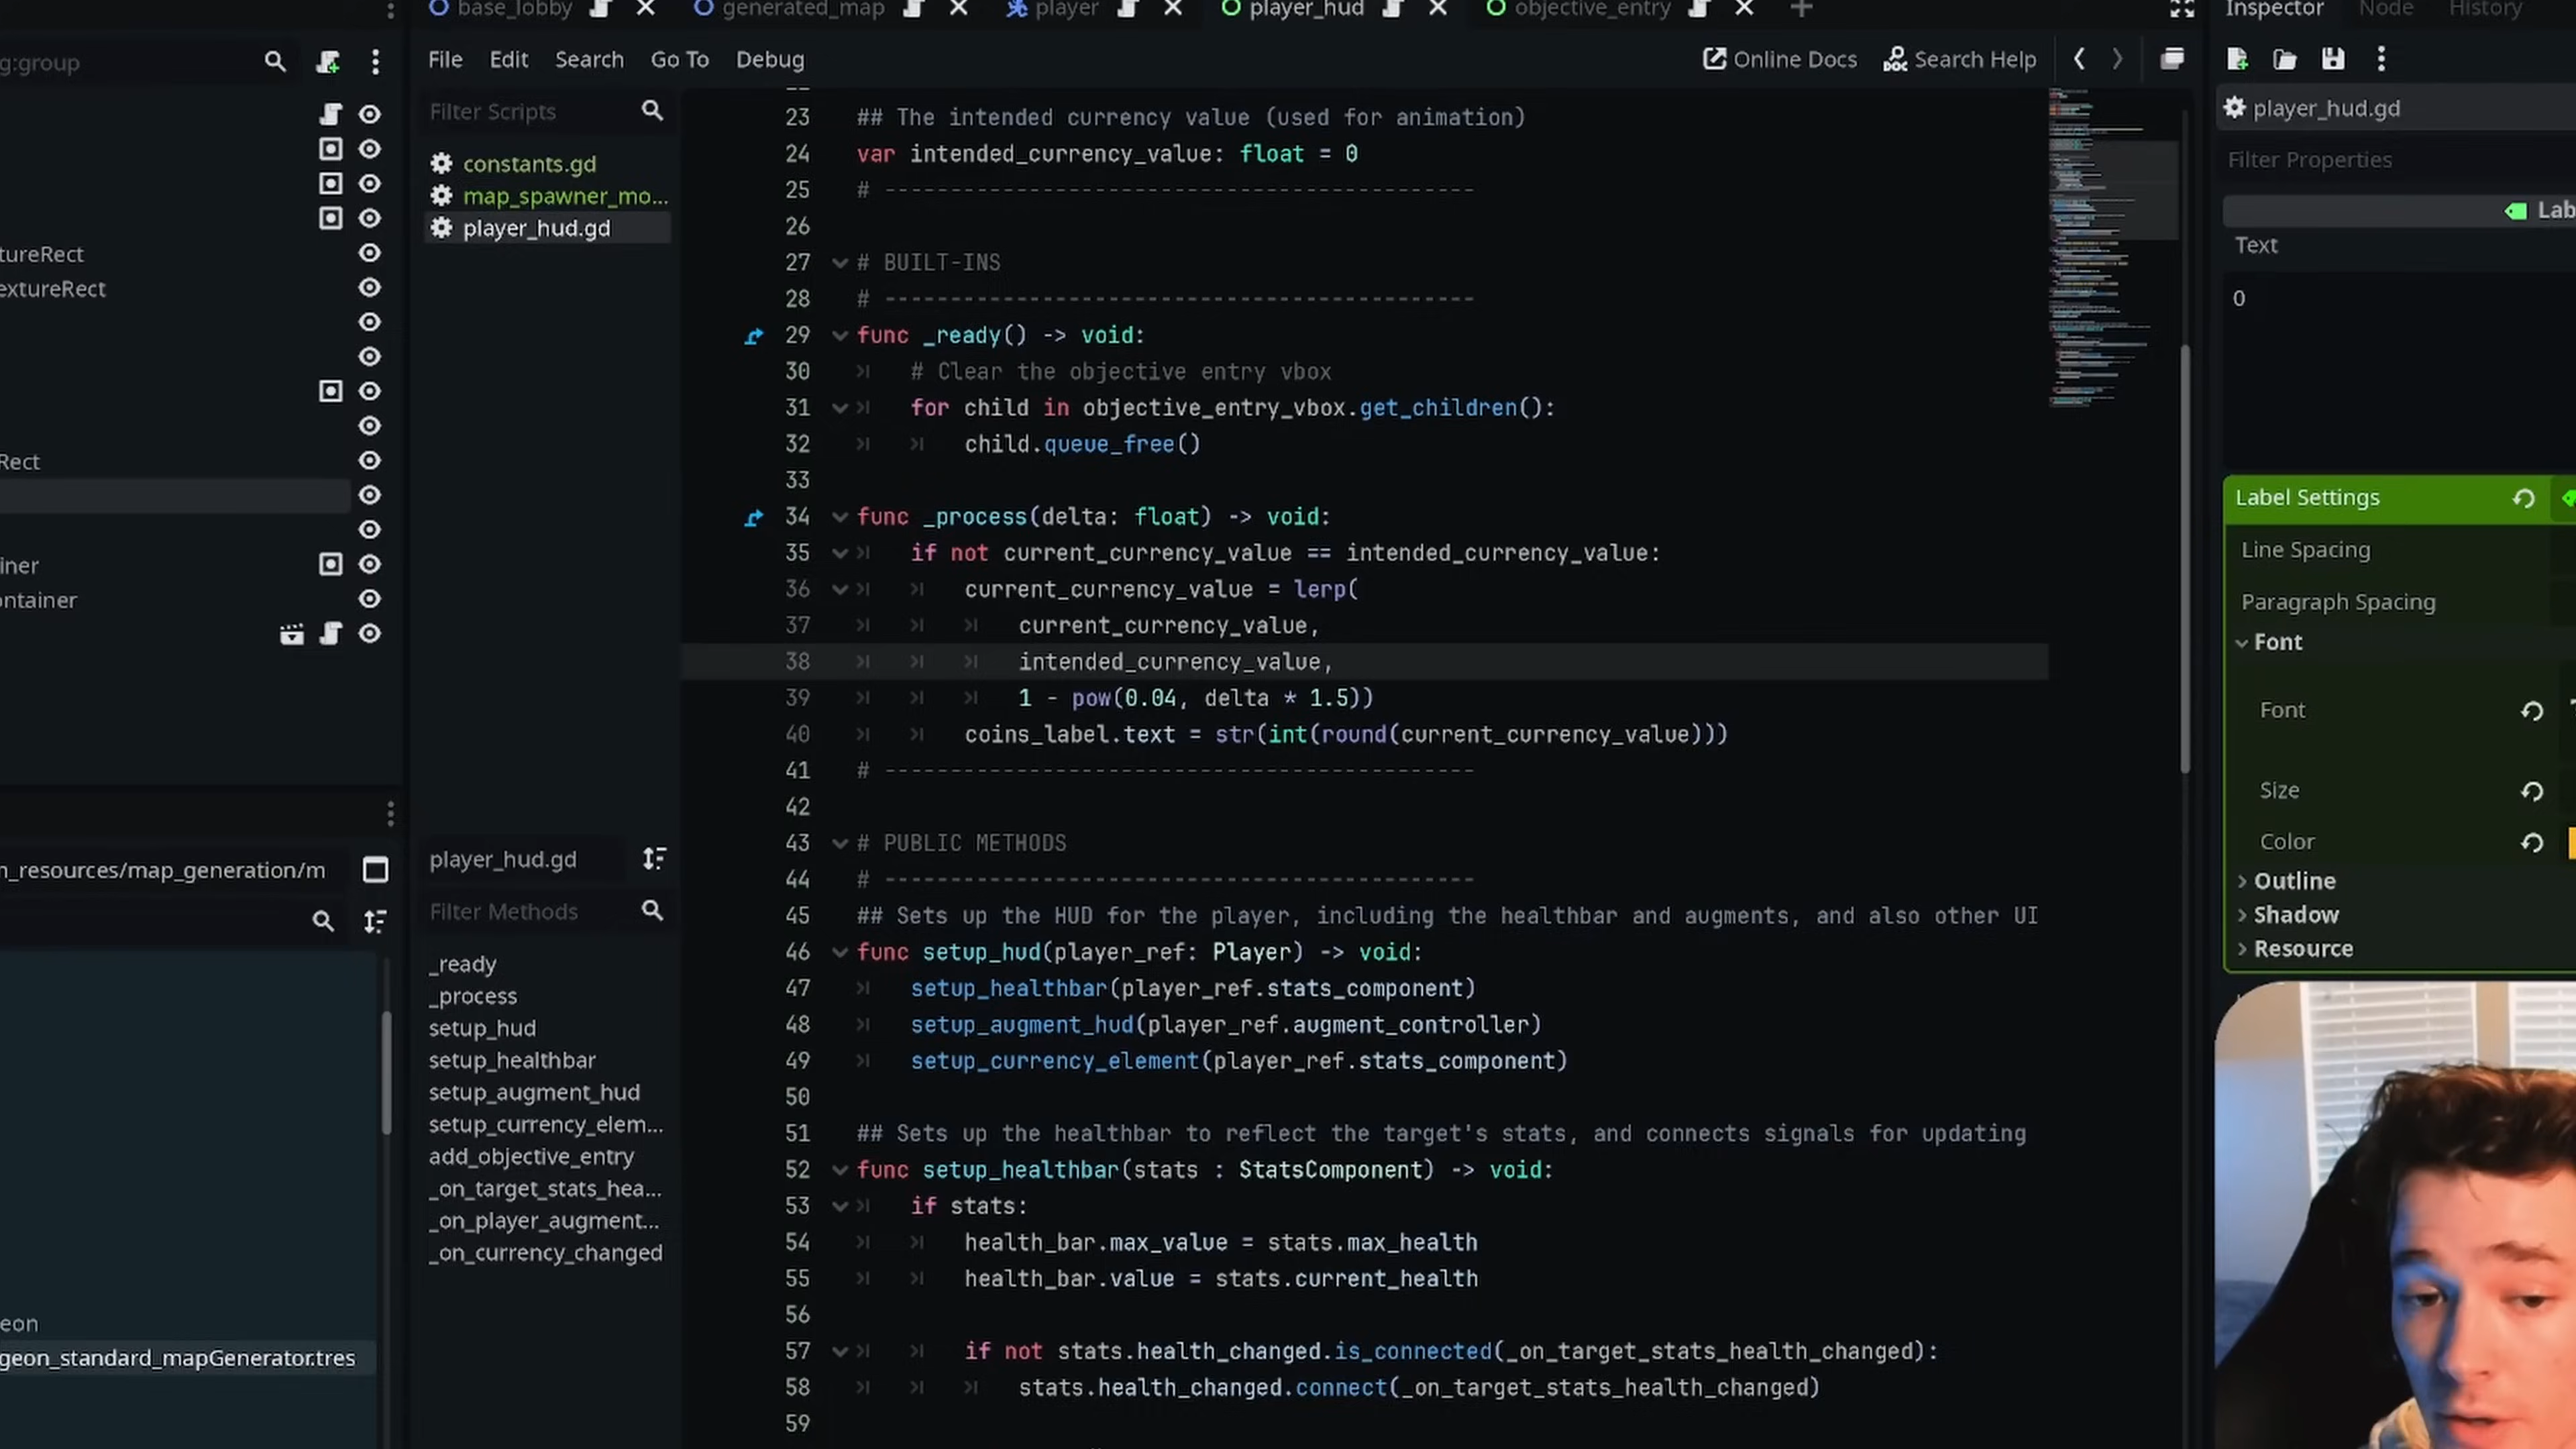 base_lobby
generated_map
player
player_hud
objective_entry
Inspector
Node
History
g:group
File
Edit
Search
Go To
Debug
Online Docs
Search Help
Filter Scripts
constants.gd
map_spawner_mo...
player_hud.gd
tureRect
extureRect
Rect
iner
ontainer
n_resources/map_generation/m
eon
geon_standard_mapGenerator.tres
player_hud.gd
Filter Methods
_ready
_process
setup_hud
setup_healthbar
setup_augment_hud
setup_currency_elem...
add_objective_entry
_on_target_stats_hea...
_on_player_augment...
_on_currency_changed
23 ## The intended currency value (used for animation)
24 var intended_currency_value: float = 0
25 # ---------------------------------------------
26
27 # BUILT-INS
28 # ---------------------------------------------
29 func _ready() -> void:
30 # Clear the objective entry vbox
31 for child in objective_entry_vbox.get_children():
32 child.queue_free()
33
34 func _process(delta: float) -> void:
35 if not current_currency_value == intended_currency_value:
36 current_currency_value = lerp(
37 current_currency_value,
38 intended_currency_value,
39 1 - pow(0.04, delta * 1.5))
40 coins_label.text = str(int(round(current_currency_value)))
41 # ---------------------------------------------
42
43 # PUBLIC METHODS
44 # ---------------------------------------------
45 ## Sets up the HUD for the player, including the healthbar and augments, and also other UI
46 func setup_hud(player_ref: Player) -> void:
47 setup_healthbar(player_ref.stats_component)
48 setup_augment_hud(player_ref.augment_controller)
49 setup_currency_element(player_ref.stats_component)
50
51 ## Sets up the healthbar to reflect the target's stats, and connects signals for updating
52 func setup_healthbar(stats : StatsComponent) -> void:
53 if stats:
54 health_bar.max_value = stats.max_health
55 health_bar.value = stats.current_health
56
57 if not stats.health_changed.is_connected(_on_target_stats_health_changed):
58 stats.health_changed.connect(_on_target_stats_health_changed)
59
player_hud.gd
Filter Properties
Lab
Text
0
Label Settings
Line Spacing
Paragraph Spacing
Font
Font
Size
Color
Outline
Shadow
Resource